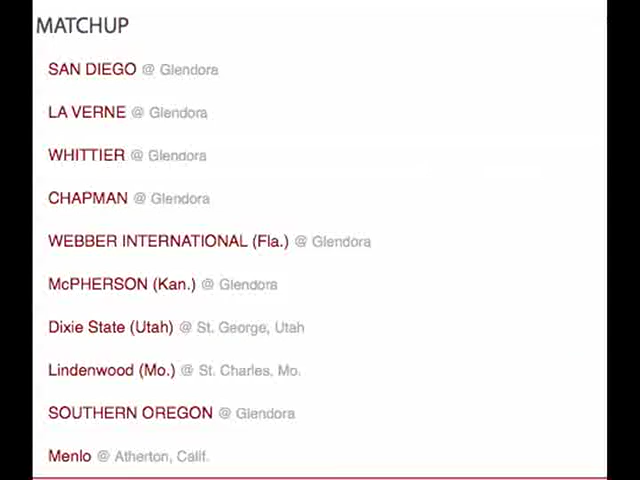 MATCHUP
SAN DIEGO @ Glendora
LA VERNE @ Glendora
WHITTIER @ Glendora
CHAPMAN @ Glendora
WEBBER INTERNATIONAL (Fla.) @ Glendora
McPHERSON (Kan.) @ Glendora
Dixie State (Utah) @ St. George, Utah
Lindenwood (Mo.) @ St. Charles, Mo.
SOUTHERN OREGON @ Glendora
Menlo @ Atherton, Calif.